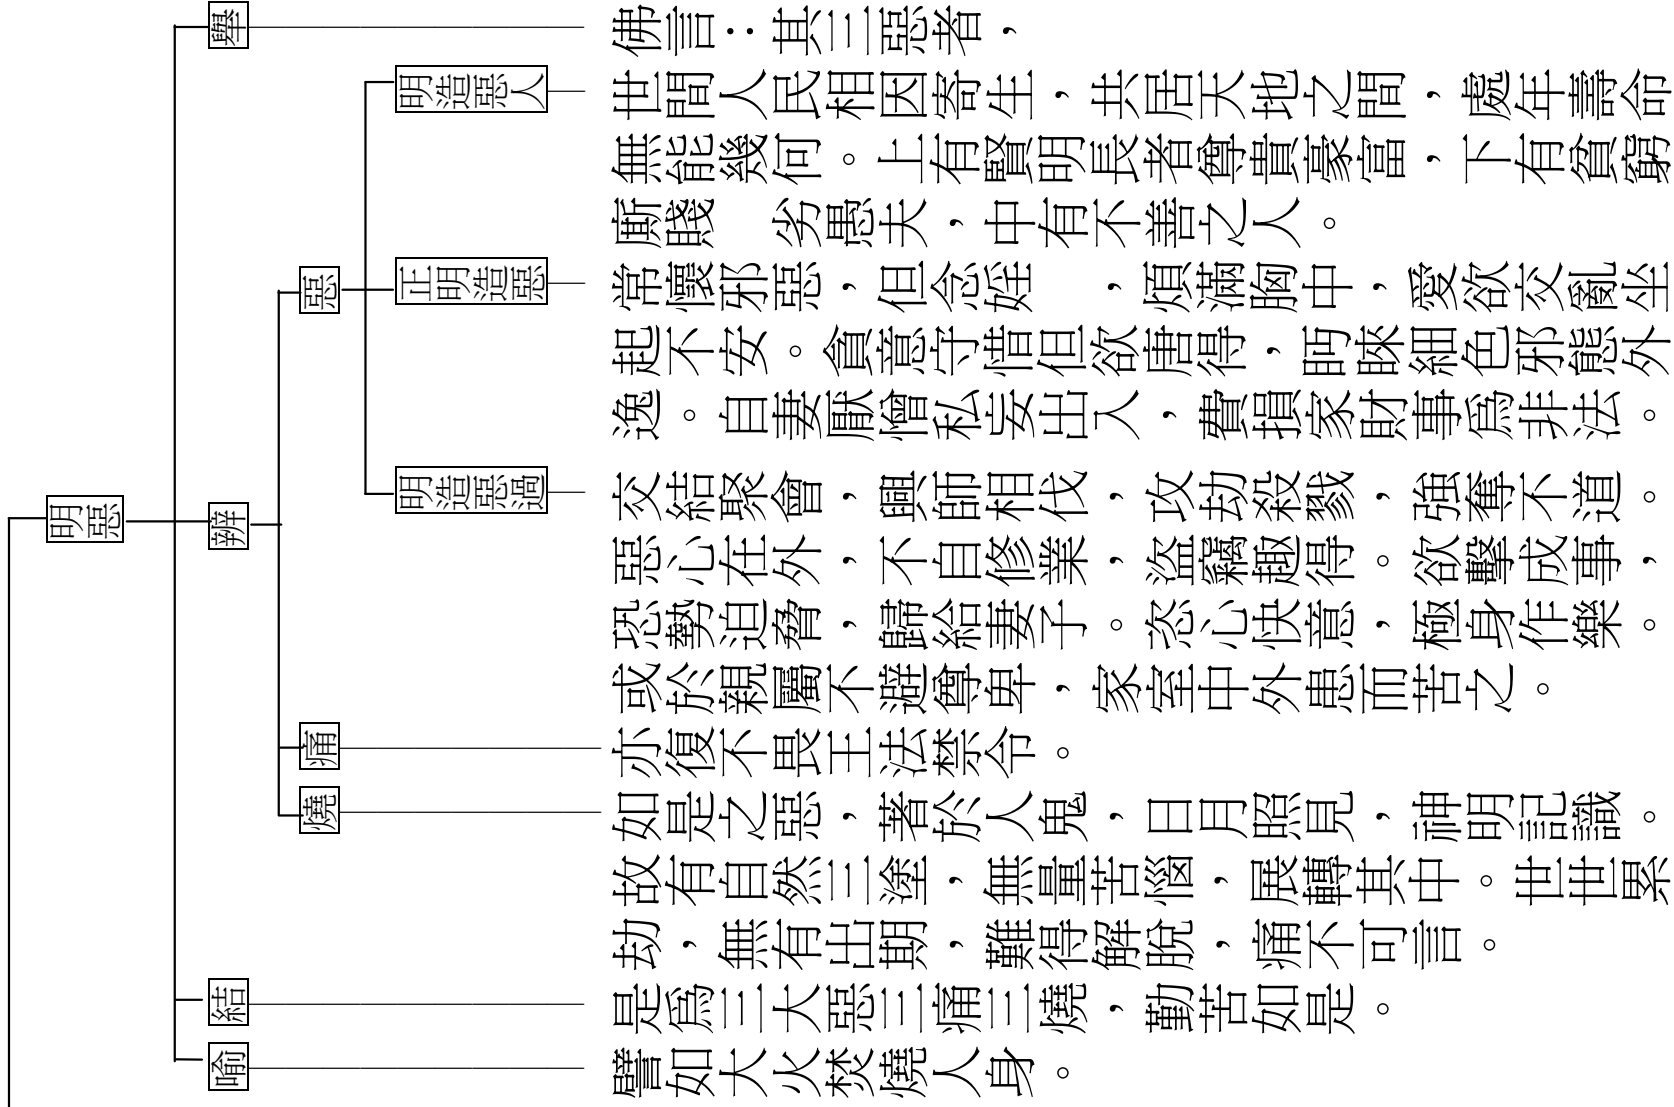 明惡
舉
佛言：其三惡者，
辨
惡
明造惡人
世間人民相因寄生，共居天地之間，處年壽命
無能幾何。上有賢明長者尊貴豪富，下有貧窮
廝賤　劣愚夫，中有不善之人。
正明造惡
常懷邪惡，但念婬　，煩滿胸中，愛欲交亂坐
起不安。貪意守惜但欲唐得，眄睞細色邪態外
逸。自妻厭憎私妄出入，費損家財事爲非法。
明造惡過
交結聚會，興師相伐，攻劫殺戮　強奪不道。
惡心在外，不自修業，盜竊趣得。欲擊成事，
恐勢迫脅，歸給妻子。恣心快意，極身作樂。
或於親屬不避尊卑，家室中外患而苦之。
痛
亦復不畏王法禁令。
燒
如是之惡，著於人鬼，日月照見，神明記識。
故有自然三塗，無量苦惱，展轉其中。世世累
劫，無有出期，難得解脫，痛不可言。
結
是爲三大惡三痛三燒，勤苦如是。
喻
譬如大火焚燒人身。